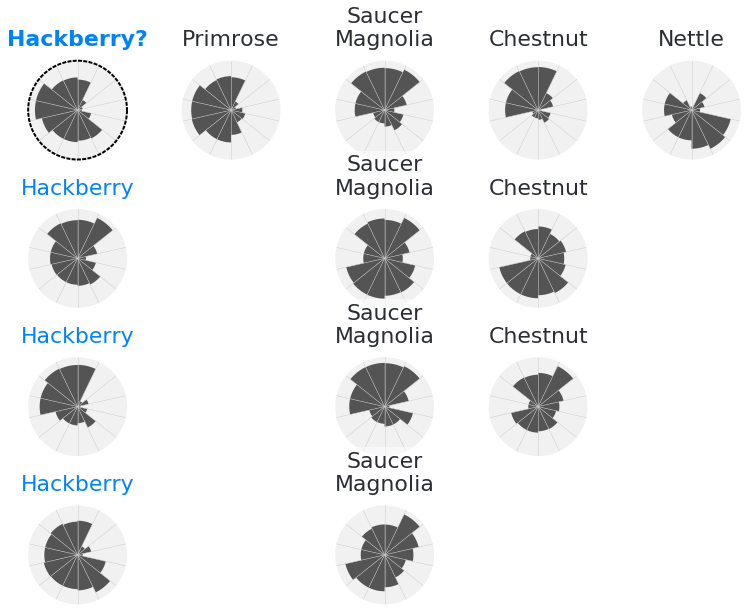 Hackberry?
Primrose
Saucer
Magnolia
Chestnut
Nettle
Hackberry
Saucer
Magnolia
Chestnut
Hackberry
Saucer
Magnolia
Chestnut
Hackberry
Saucer
Magnolia